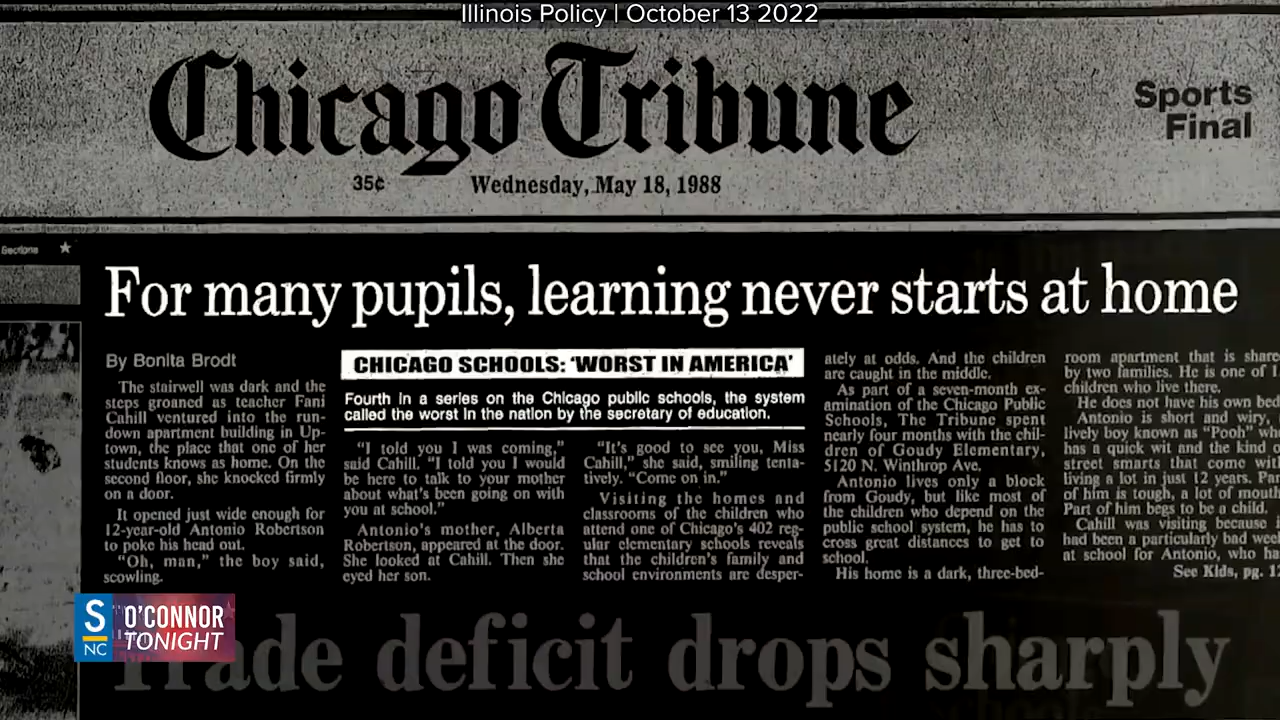 Illinois Policy | October 13 2022
Chicago Tribune
Sports
Final
35¢
Wednesday, May 18, 1988
Sections
For many pupils, learning never starts at home
By Bonita Brodt
The stairwell was dark and the
steps groaned as teacher Fani
Cahill ventured into the run-
down apartment building in Up-
town, the place that one of her
students knows as home. On the
second floor, she knocked firmly
on a door.
It opened just wide enough for
12-year-old Antonio Robertson
to poke his head out.
"Oh, man," the boy said,
scowling.
CHICAGO SCHOOLS: 'WORST IN AMERICA'
Fourth in a series on the Chicago public schools, the system
called the worst in the nation by the secretary of education.
"I told you I was coming,"
said Cahill. "I told you I would
be here to talk to your mother
about what's been going on with
you at school."
Antonio's mother, Alberta
Robertson, appeared at the door.
She looked at Cahill. Then she
eyed her son.
"It's good to see you, Miss
Cahill," she said, smiling tenta-
tively. "Come on in."
Visiting the homes and
classrooms of the children who
attend one of Chicago's 402 reg-
ular elementary schools reveals
that the children's family and
school environments are desper-
ately at odds. And the children
are caught in the middle.
As part of a seven-month ex-
amination of the Chicago Public
Schools, The Tribune spent
nearly four months with the chil-
dren of Goudy Elementary,
5120 N. Winthrop Ave.
Antonio lives only a block
from Goudy, but like most of
the children who depend on the
public school system, he has to
cross great distances to get to
school.
His home is a dark, three-bed-
room apartment that is share
by two families. He is one of 1
children who live there.
He does not have his own bed
Antonio is short and wiry,
lively boy known as "Pooh" wh
has a quick wit and the kind o
street smarts that come wit
living a lot in just 12 years. Par
of him is tough, a lot of mout
Part of him begs to be a child.
Cahill was visiting because
had been a particularly bad wee
at school for Antonio, who ha
See Kids, pg. 12
Trade deficit drops sharply
S
NC
O'CONNOR
TONIGHT